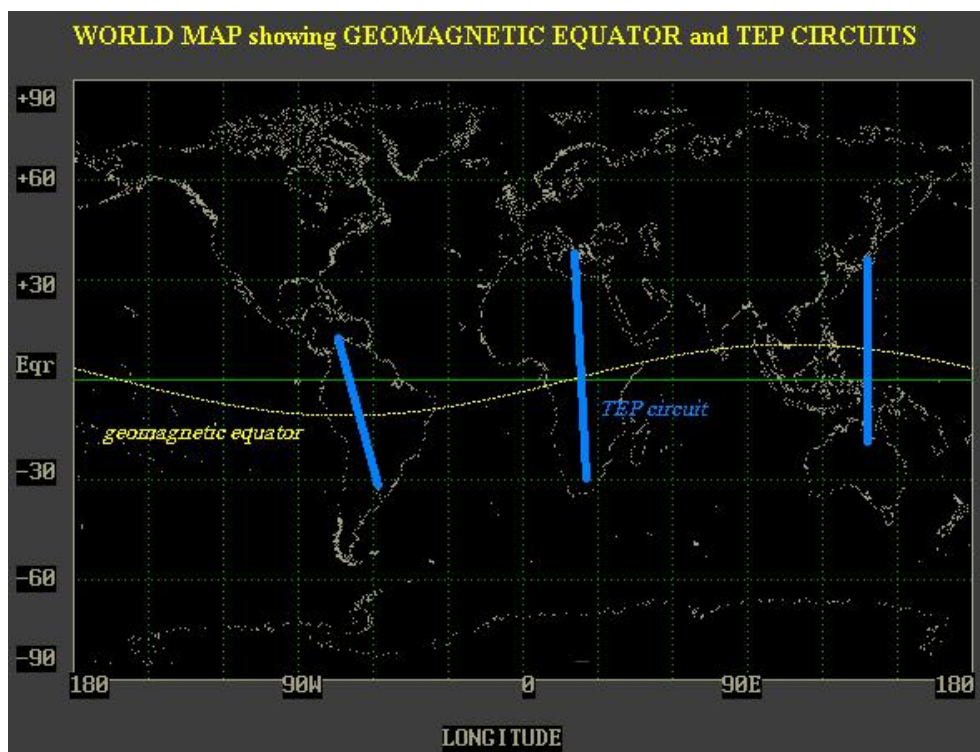 WORLD MAP showing GEOMAGNETIC EQUATOR and TEP CIRCUITS
+90
+60
+30
Eqr
TEP circuit
geomagnetic equator
-30
-60
-90
180 90W 0 90E 180
LONGITUDE